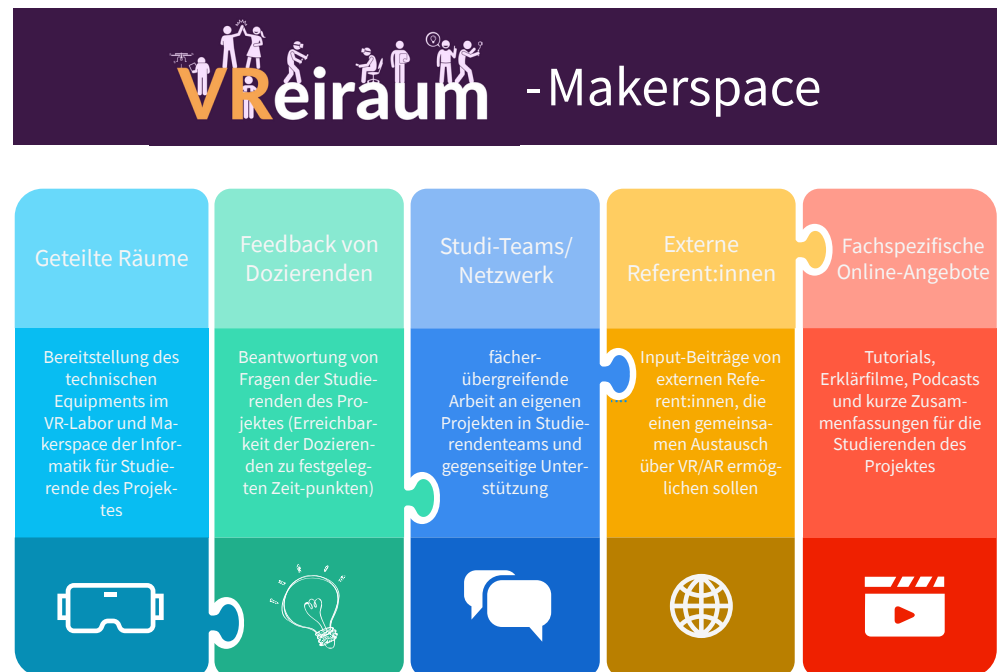 VReiraum -Makerspace
Geteilte Räume
Bereitstellung des
technischen
Equipments im
VR-Labor und Ma-
kerspace der Infor-
matik für Studie-
rende des Projek-
tes
Feedback von
Dozierenden
Beantwortung von
Fragen der Studie-
renden des Pro-
jektes (Erreichbar-
keit der Dozieren-
den zu festgeleg-
ten Zeit-punkten)
Studi-Teams/
Netzwerk
fächer-
übergreifende
Arbeit an eigenen
Projekten in Studie-
rendenteams und
gegenseitige Unter-
stützung
Externe
Referent:innen
Input-Beiträge von
externen Refe-
rent:innen, die
einen gemeinsa-
men Austausch
über VR/AR ermög-
lichen sollen
Fachspezifische
Online-Angebote
Tutorials,
Erklärfilme, Podcasts
und kurze Zusam-
menfassungen für die
Studierenden des
Projektes